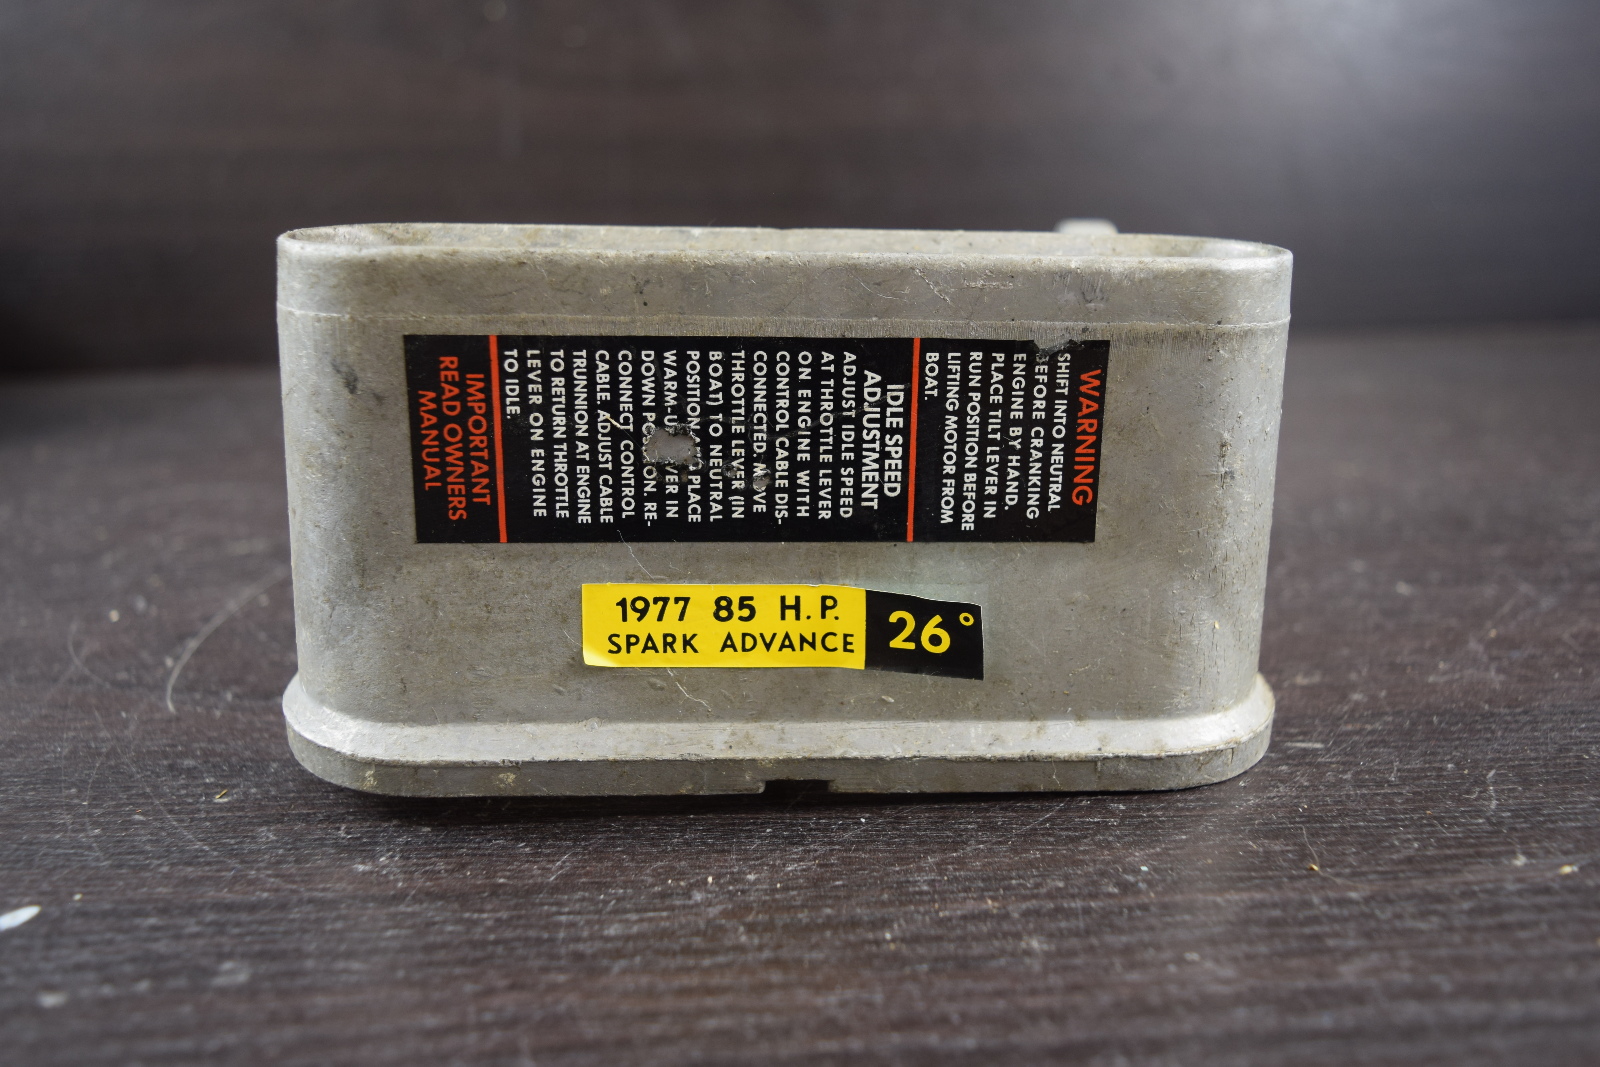 WARNING
SHIFT INTO NEUTRAL
BEFORE CRANKING
ENGINE BY HAND.
PLACE TILT LEVER IN
RUN POSITION BEFORE
LIFTING MOTOR FROM
BOAT.
IDLE SPEED
ADJUSTMENT
ADJUST IDLE SPEED
AT THROTTLE LEVER
ON ENGINE WITH
CONTROL CABLE DIS-
CONNECTED. MOVE
THROTTLE LEVER (IN
BOAT) TO NEUTRAL
POSITION PLACE
IN
DOWN RE-
CONNECT CONTROL
CABLE. ADJUST CABLE
TRUNNION AT ENGINE
TO RETURN THROTTLE
LEVER ON ENGINE
TO IDLE.
IMPORTANT
READ OWNERS
MANUAL
1977 85 H.P.
SPARK ADVANCE
26°